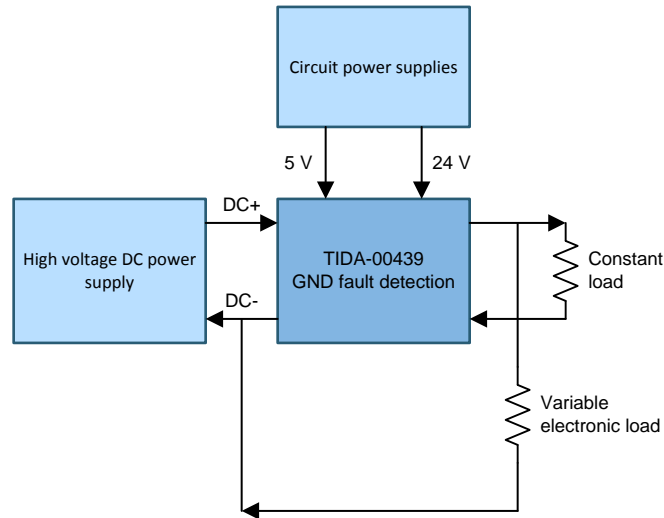 Circuit power supplies
5 V
24 V
DC+
High voltage DC power
supply
DC-
TIDA-00439
GND fault detection
Constant
load
Variable
electronic load